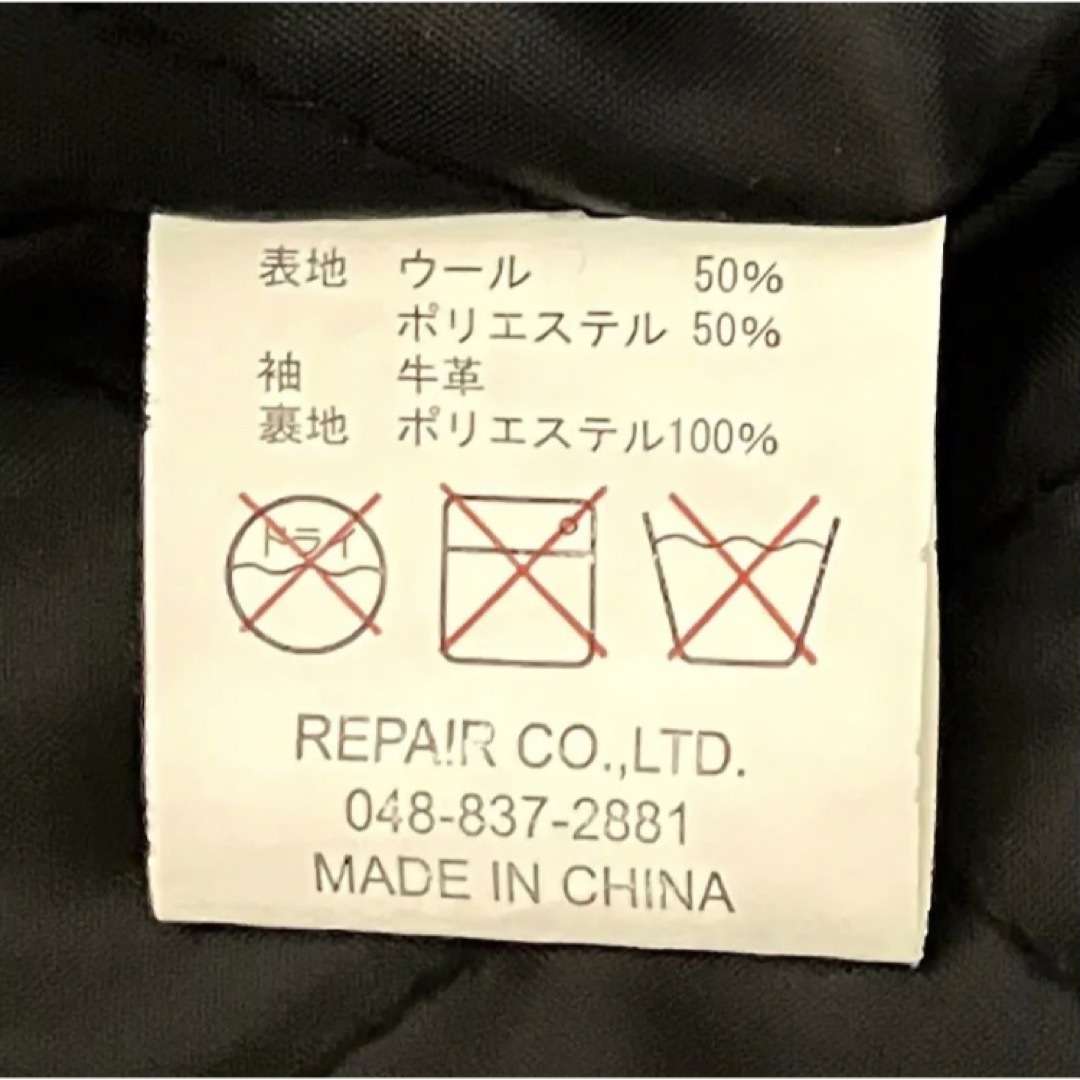 表地 ウール 50%
ポリエステル 50%
袖 牛革
裏地 ポリエステル100%
ドライ
REPAIR CO.,LTD.
048-837-2881
MADE IN CHINA